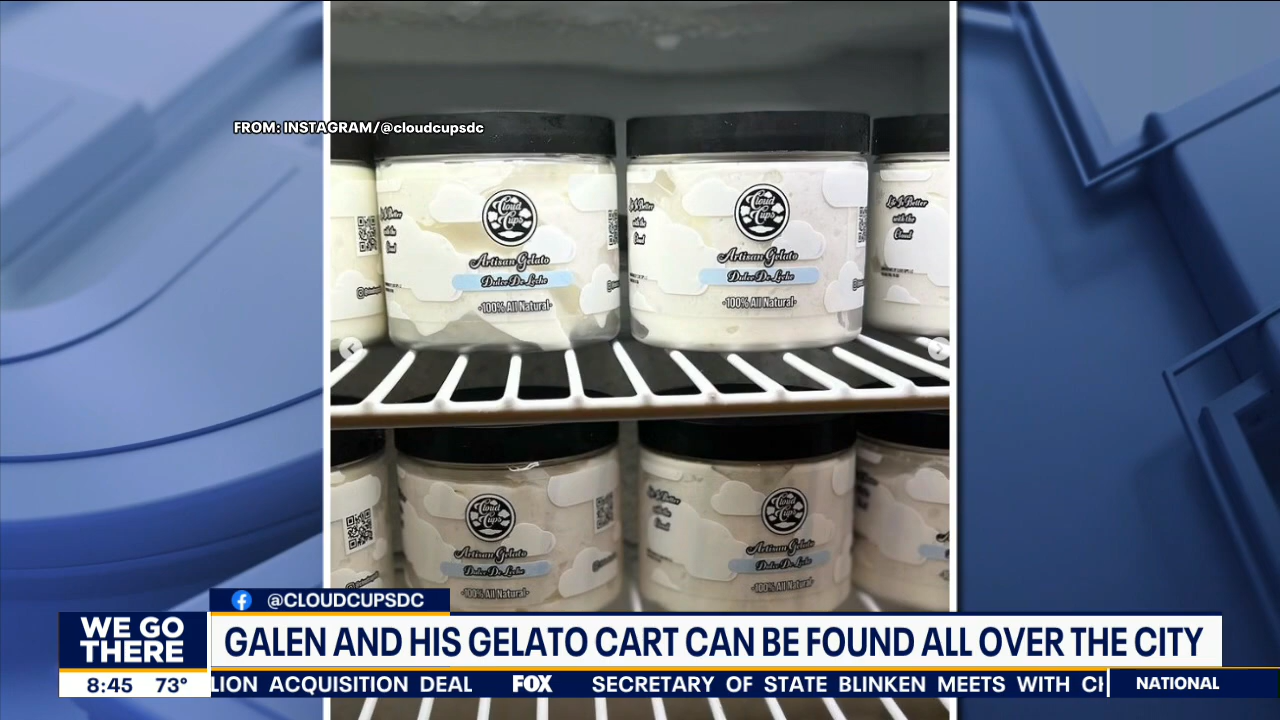 FROM: INSTAGRAM/@cloudcupsdc
Cloud
Cups
Artisan Gelato
Dulce De Leche
·100% All Natural·
Cloud
Cups
Artisan Gelato
Dulce De Leche
·100% All Natural·
Life Is Better
with the
Cloud
Cloud
Cups
Artisan Gelato
Dulce De Leche
·100% All Natural·
Cloud
Cups
Artisan Gelato
Dulce De Leche
·100% All Natural·
@CLOUDCUPSDC
WE GO
THERE
GALEN AND HIS GELATO CART CAN BE FOUND ALL OVER THE CITY
8:45 73°
LION ACQUISITION DEAL FOX SECRETARY OF STATE BLINKEN MEETS WITH
NATIONAL